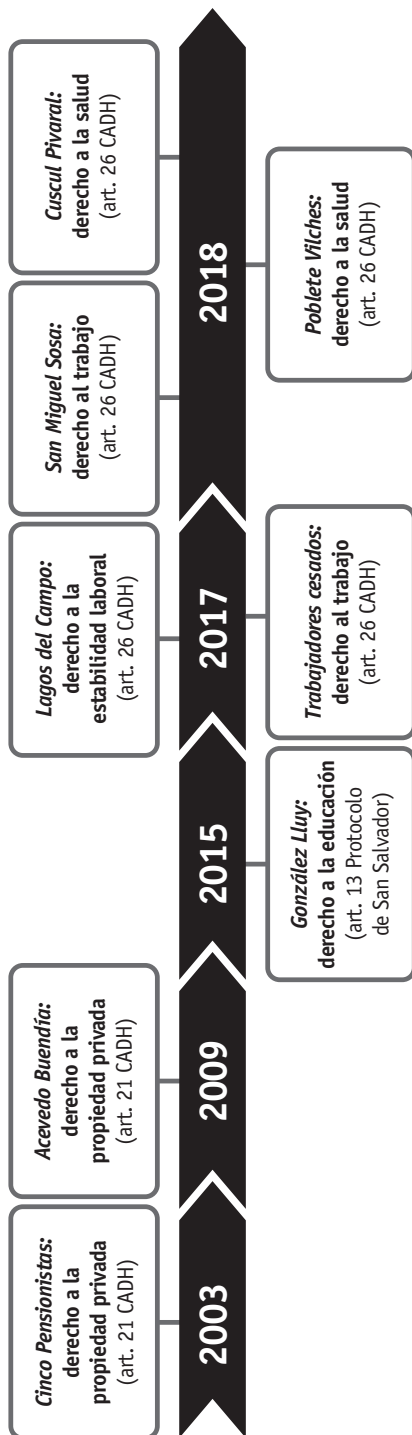 Cinco Pensionistas:
derecho a la
propiedad privada
(art. 21 CADH)
Acevedo Buendía:
derecho a la
propiedad privada
(art. 21 CADH)
Lagos del Campo:
derecho a la
estabilidad laboral
(art. 26 CADH)
San Miguel Sosa:
derecho al trabajo
(art. 26 CADH)
Cuscul Pivaral:
derecho a la salud
(art. 26 CADH)
2003
2009
2015
2017
2018
González Lluy:
derecho a la educación
(art. 13 Protocolo
de San Salvador)
Trabajadores cesados:
derecho al trabajo
(art. 26 CADH)
Poblete Vilches:
derecho a la salud
(art. 26 CADH)